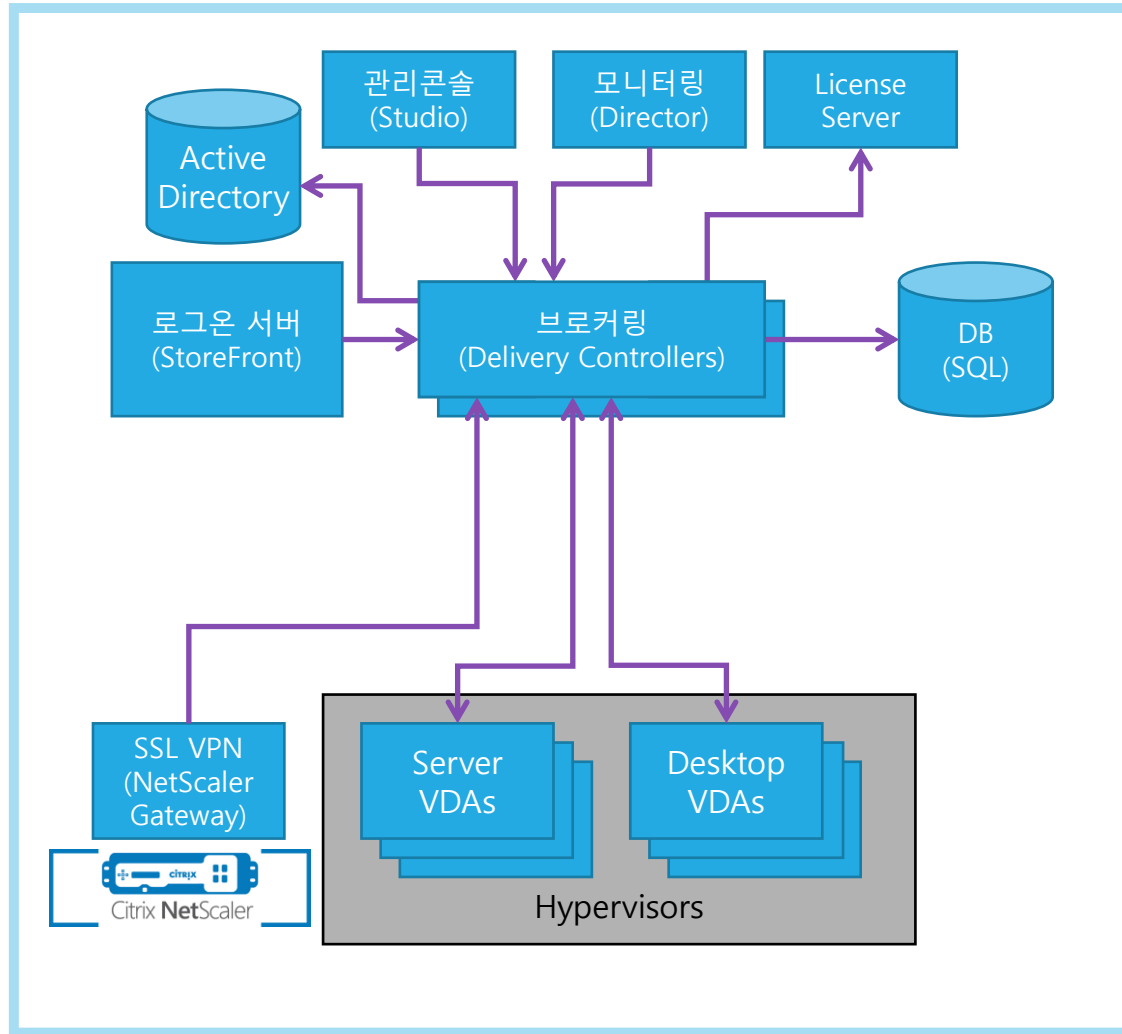 관리콘솔
(Studio)
모니터링
(Director)
License
Server
Active
Directory
로그온 서버
(StoreFront)
브로커링
(Delivery Controllers)
DB
(SQL)
SSL VPN
(NetScaler
Gateway)
CITRIX
Citrix NetScaler
Server
VDAs
Desktop
VDAs
Hypervisors